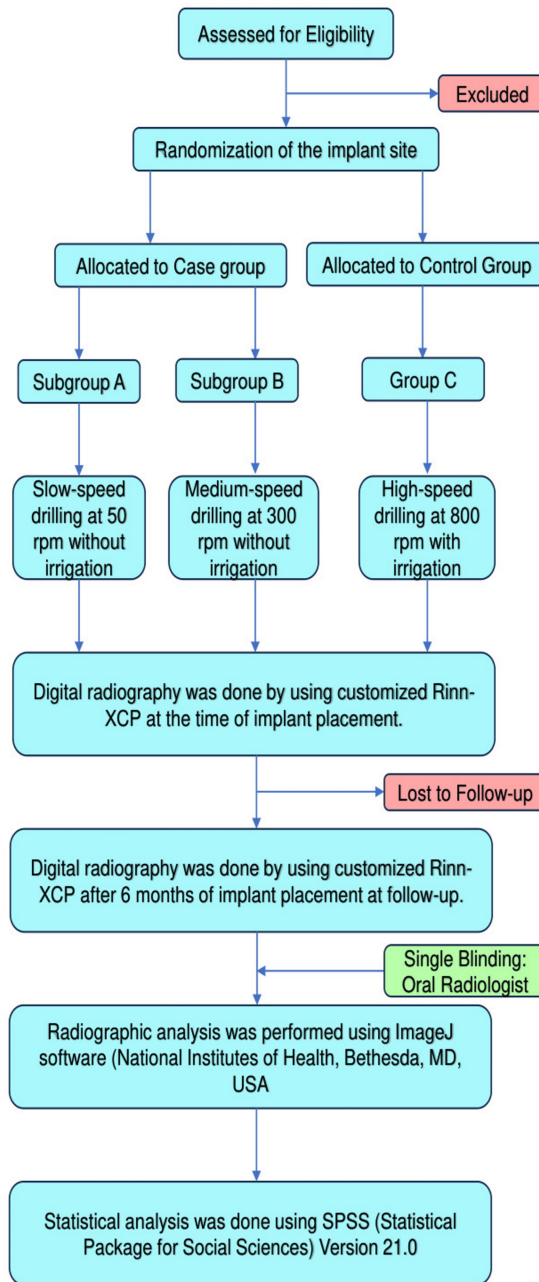 Assessed for Eligibility
Excluded
Randomization of the implant site
Allocated to Case group
Allocated to Control Group
Subgroup A
Subgroup B
Group C
Slow-speed
drilling at 50
rpm without
irrigation
Medium-speed
drilling at 300
rpm without
irrigation
High-speed
drilling at 800
rpm with
irrigation
Digital radiography was done by using customized Rinn-
XCP at the time of implant placement.
Lost to Follow-up
Digital radiography was done by using customized Rinn-
XCP after 6 months of implant placement at follow-up.
Single Blinding:
Oral Radiologist
Radiographic analysis was performed using ImageJ
software (National Institutes of Health, Bethesda, MD,
USA
Statistical analysis was done using SPSS (Statistical
Package for Social Sciences) Version 21.0